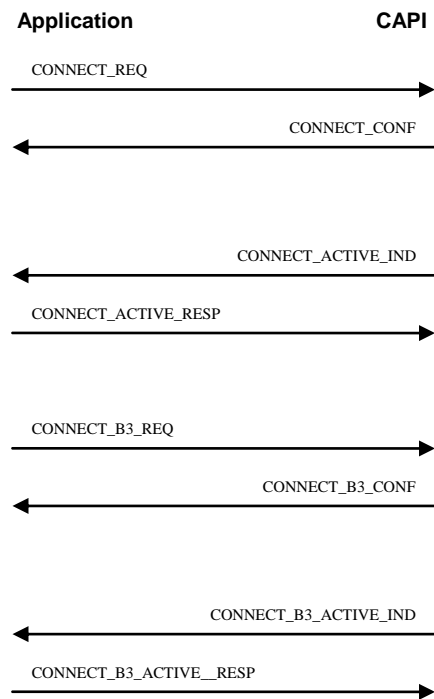 Application CAPI
CONNECT_REQ
CONNECT_CONF
CONNECT_ACTIVE_IND
CONNECT_ACTIVE_RESP
CONNECT_B3_REQ
CONNECT_B3_CONF
CONNECT_B3_ACTIVE_IND
CONNECT_B3_ACTIVE__RESP